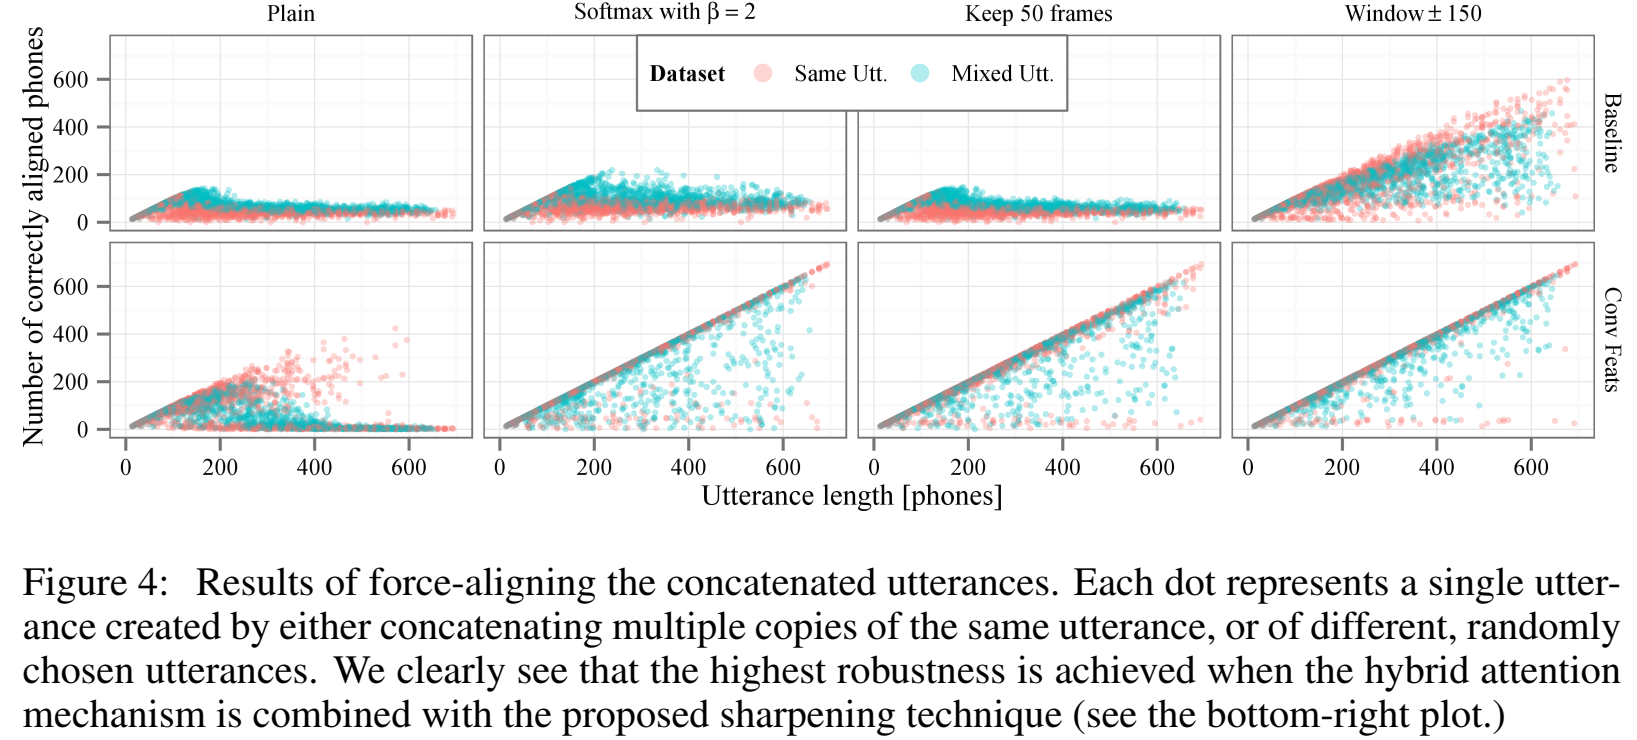 Plain Softmax with β = 2 Keep 50 frames Window ± 150
Dataset Same Utt. Mixed Utt.
Number of correctly aligned phones
600
400
200
0
Baseline
600
400
200
0
Conv Feats
0 200 400 600 0 200 400 600 0 200 400 600 0 200 400 600
Utterance length [phones]
Figure 4: Results of force-aligning the concatenated utterances. Each dot represents a single utter-
ance created by either concatenating multiple copies of the same utterance, or of different, randomly
chosen utterances. We clearly see that the highest robustness is achieved when the hybrid attention
mechanism is combined with the proposed sharpening technique (see the bottom-right plot.)